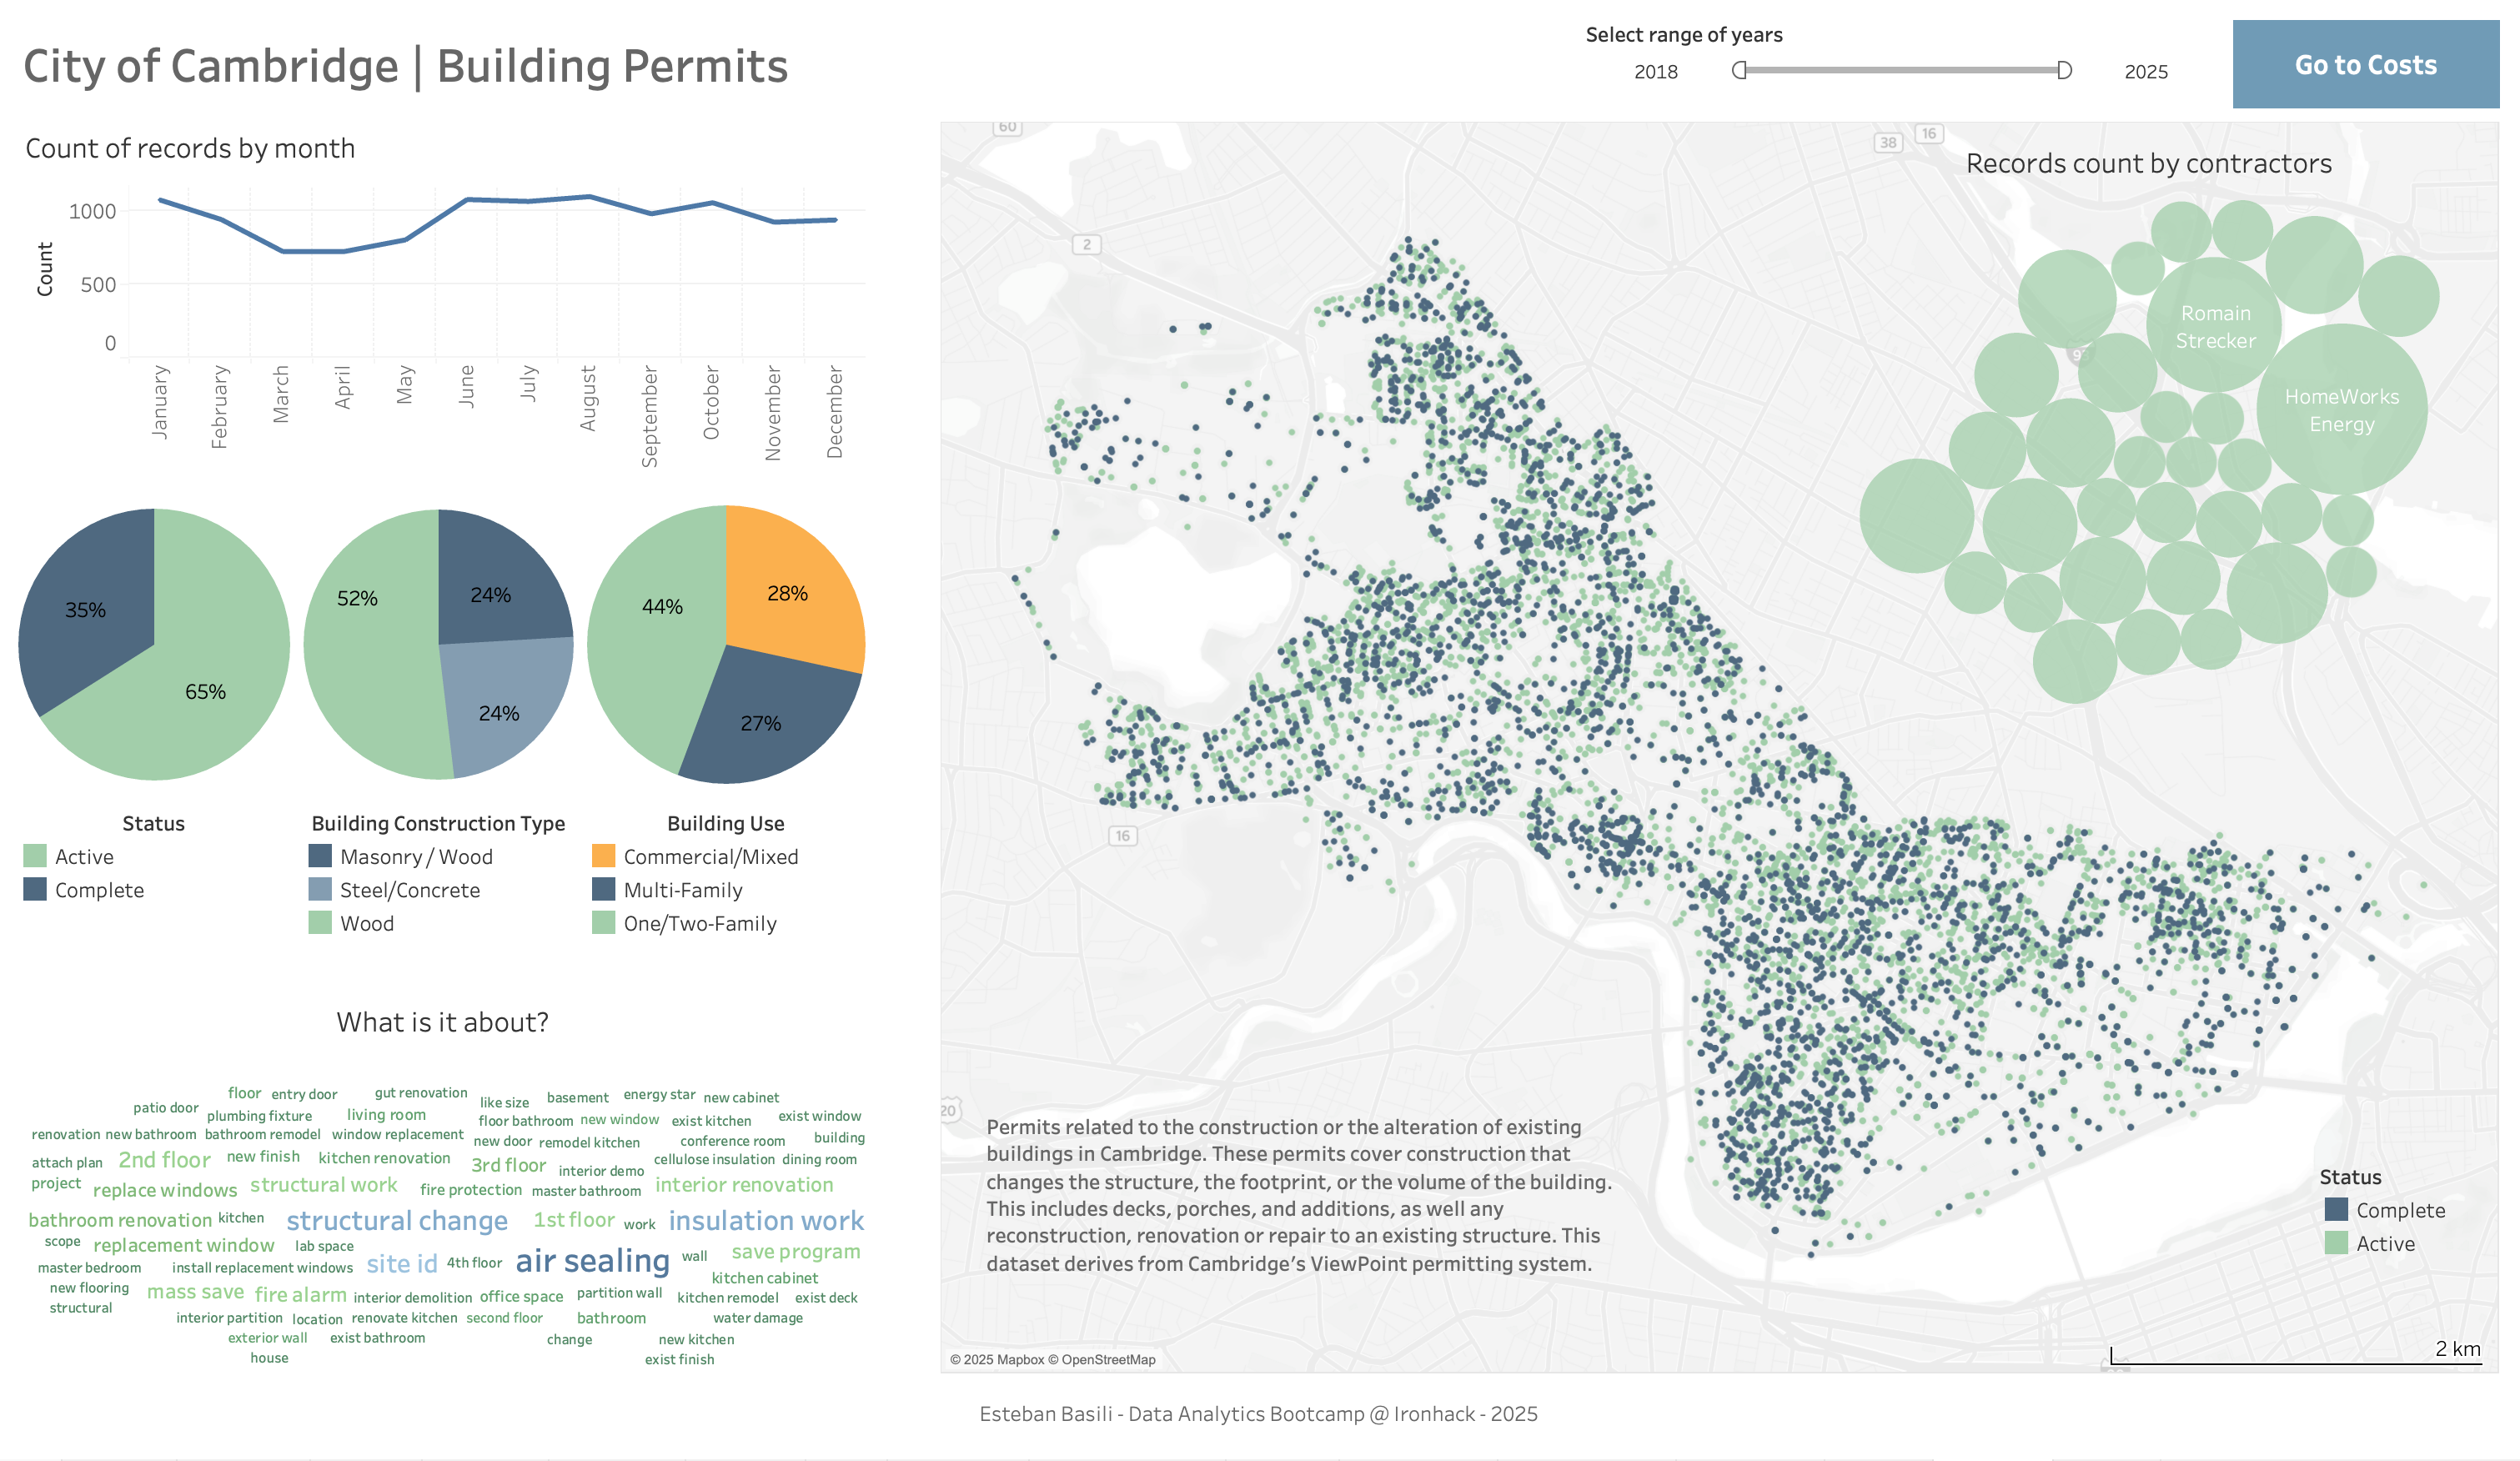 City of Cambridge | Building Permits
Select range of years
2018
2025
Go to Costs
Count of records by month
Count
1000
500
0
January
February
March
April
May
June
July
August
September
October
November
December
35%
65%
52%
24%
24%
44%
28%
27%
Status
Active
Complete
Building Construction Type
Masonry / Wood
Steel/Concrete
Wood
Building Use
Commercial/Mixed
Multi-Family
One/Two-Family
What is it about?
floor entry door gut renovation like size basement energy star new cabinet
patio door plumbing fixture living room floor bathroom new window exist kitchen exist window
renovation new bathroom bathroom remodel window replacement new door remodel kitchen conference room building
attach plan 2nd floor new finish kitchen renovation 3rd floor interior demo cellulose insulation dining room
project replace windows structural work fire protection master bathroom interior renovation
bathroom renovation kitchen structural change 1st floor work insulation work
scope replacement window lab space site id 4th floor air sealing wall save program
master bedroom install replacement windows kitchen cabinet
new flooring mass save fire alarm interior demolition office space partition wall kitchen remodel exist deck
structural interior partition location renovate kitchen second floor bathroom water damage
exterior wall exist bathroom change new kitchen
house exist finish
60
2
38
16
16
20
Records count by contractors
Romain
Strecker
HomeWorks
Energy
Permits related to the construction or the alteration of existing
buildings in Cambridge. These permits cover construction that
changes the structure, the footprint, or the volume of the building.
This includes decks, porches, and additions, as well any
reconstruction, renovation or repair to an existing structure. This
dataset derives from Cambridge's ViewPoint permitting system.
Status
Complete
Active
2 km
© 2025 Mapbox © OpenStreetMap
Esteban Basili - Data Analytics Bootcamp @ Ironhack - 2025